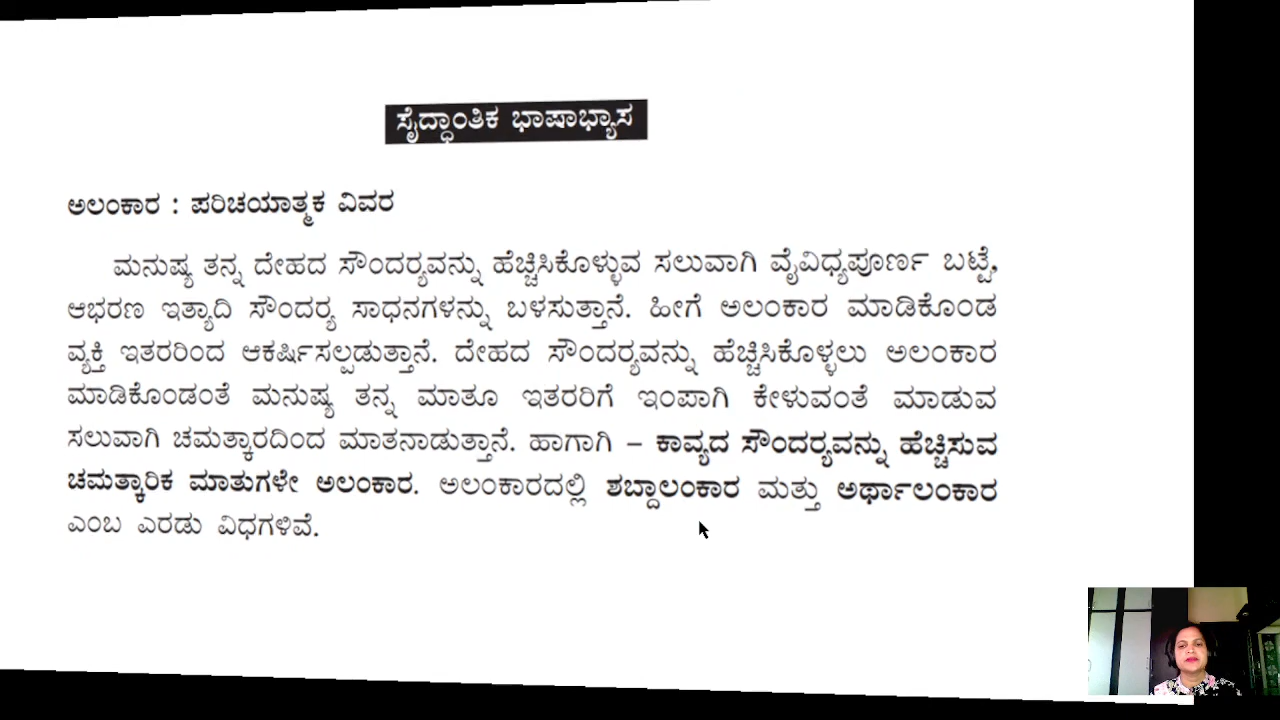 ಸೈದ್ಧಾಂತಿಕ ಭಾಷಾಭ್ಯಾಸ
ಅಲಂಕಾರ : ಪರಿಚಯಾತ್ಮಕ ವಿವರ
ಮನುಷ್ಯ ತನ್ನ ದೇಹದ ಸೌಂದರ‍್ಯವನ್ನು ಹೆಚ್ಚಿಸಿಕೊಳ್ಳುವ ಸಲುವಾಗಿ ವೈವಿಧ್ಯಪೂರ್ಣ ಬಟ್ಟೆ,
ಆಭರಣ ಇತ್ಯಾದಿ ಸೌಂದರ‍್ಯ ಸಾಧನಗಳನ್ನು ಬಳಸುತ್ತಾನೆ. ಹೀಗೆ ಅಲಂಕಾರ ಮಾಡಿಕೊಂಡ
ವ್ಯಕ್ತಿ ಇತರರಿಂದ ಆಕರ್ಷಿಸಲ್ಪಡುತ್ತಾನೆ. ದೇಹದ ಸೌಂದರ‍್ಯವನ್ನು ಹೆಚ್ಚಿಸಿಕೊಳ್ಳಲು ಅಲಂಕಾರ
ಮಾಡಿಕೊಂಡಂತೆ ಮನುಷ್ಯ ತನ್ನ ಮಾತೂ ಇತರರಿಗೆ ಇಂಪಾಗಿ ಕೇಳುವಂತೆ ಮಾಡುವ
ಸಲುವಾಗಿ ಚಮತ್ಕಾರದಿಂದ ಮಾತನಾಡುತ್ತಾನೆ. ಹಾಗಾಗಿ – ಕಾವ್ಯದ ಸೌಂದರ‍್ಯವನ್ನು ಹೆಚ್ಚಿಸುವ
ಚಮತ್ಕಾರಿಕ ಮಾತುಗಳೇ ಅಲಂಕಾರ. ಅಲಂಕಾರದಲ್ಲಿ ಶಬ್ದಾಲಂಕಾರ ಮತ್ತು ಅರ್ಥಾಲಂಕಾರ
ಎಂಬ ಎರಡು ವಿಧಗಳಿವೆ.